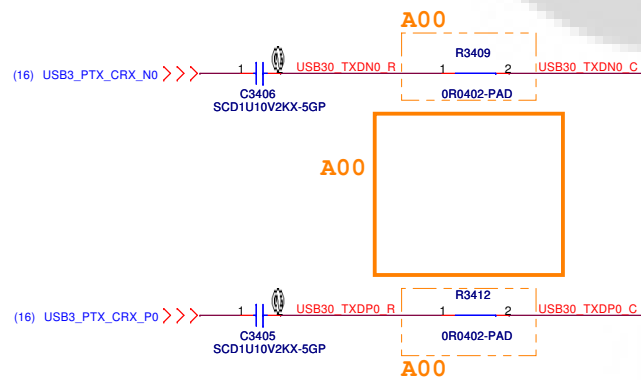 A00
R3409
(16) USB3_PTX_CRX_N0 1 USB30_TXDN0_R 1 2 USB30_TXDN0_C
C3406 0R0402-PAD
SCD1U10V2KX-5GP
A00
R3412
(16) USB3_PTX_CRX_P0 1 USB30_TXDP0_R 1 2 USB30_TXDP0_C
C3405 0R0402-PAD
SCD1U10V2KX-5GP
A00